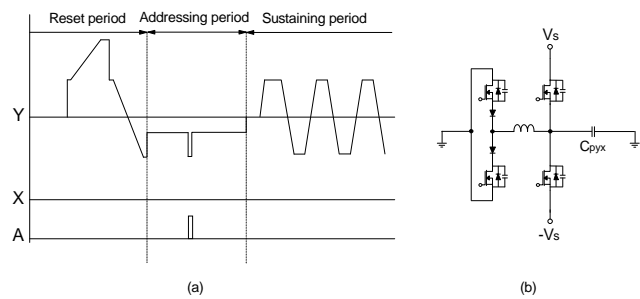 Reset period Addressing period Sustaining period
Y
X
A
(a)
Vs
Cpyx
-Vs
(b)